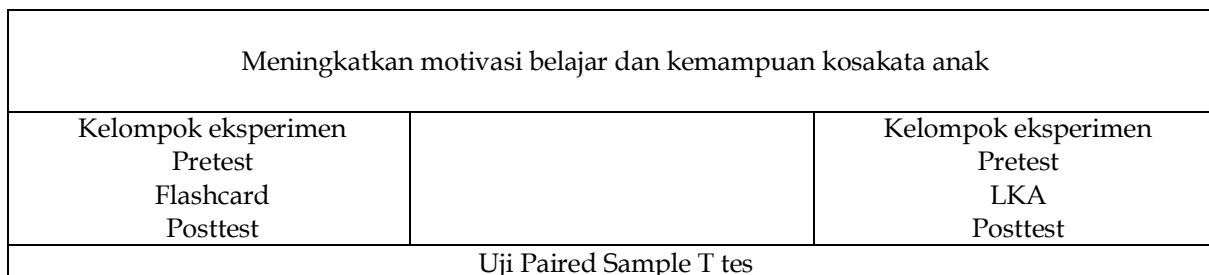 Meningkatkan motivasi belajar dan kemampuan kosakata anak
Kelompok eksperimen
Pretest
Flashcard
Posttest
Kelompok eksperimen
Pretest
LKA
Posttest
Uji Paired Sample T tes